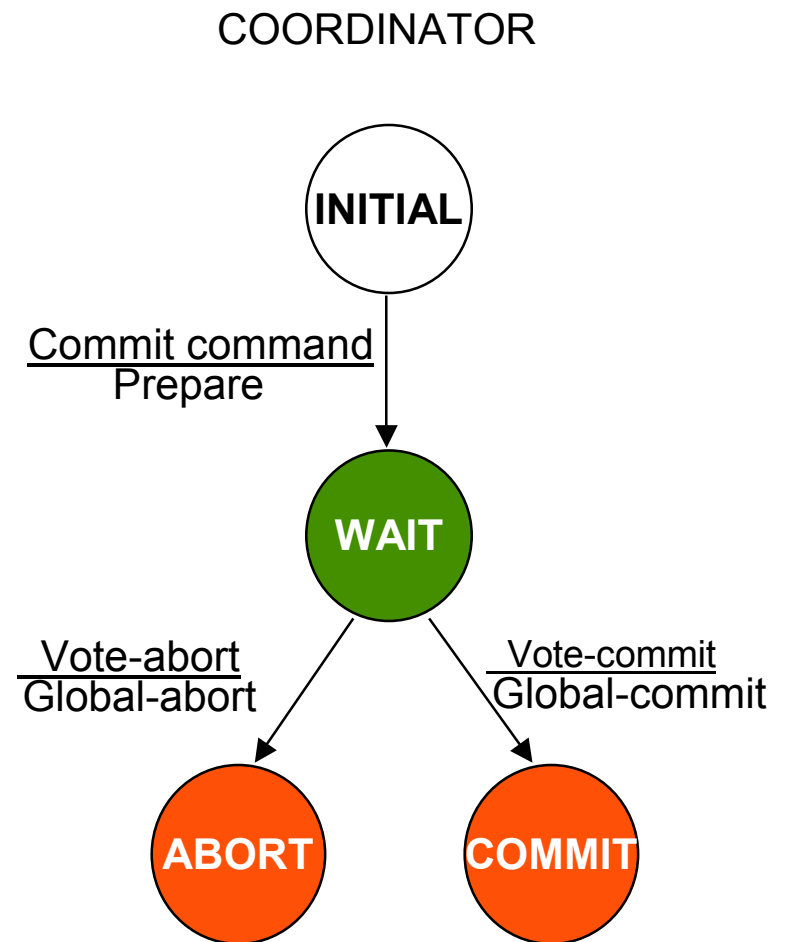 COORDINATOR
INITIAL
Commit command
Prepare
WAIT
Vote-abort
Global-abort
Vote-commit
Global-commit
ABORT
COMMIT